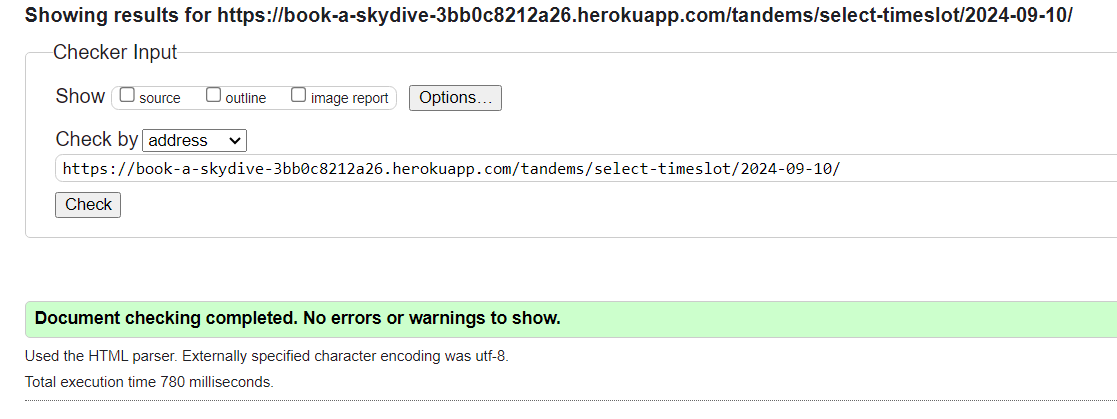 Showing results for https://book-a-skydive-3bb0c8212a26.herokuapp.com/tandems/select-timeslot/2024-09-10/
Checker Input
Show source outline image report Options...
Check by address
https://book-a-skydive-3bb0c8212a26.herokuapp.com/tandems/select-timeslot/2024-09-10/
Check
Document checking completed. No errors or warnings to show.
Used the HTML parser. Externally specified character encoding was utf-8.
Total execution time 780 milliseconds.